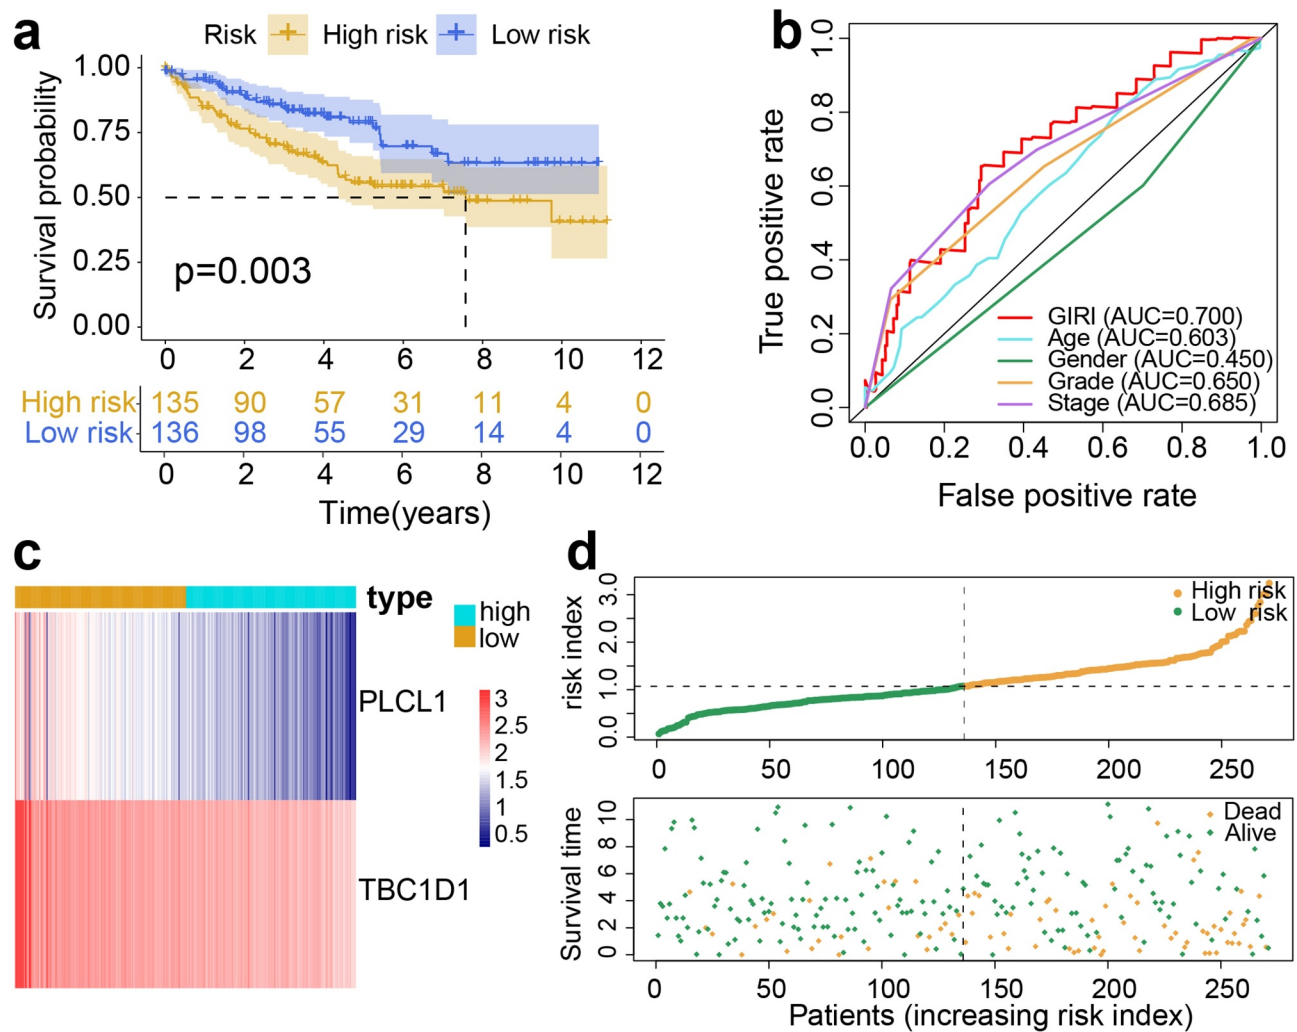 a
Risk High risk Low risk
Survival probability
1.00
0.75
0.50
0.25
0.00
p=0.003
0 2 4 6 8 10 12
High risk 135 90 57 31 11 4 0
Low risk 136 98 55 29 14 4 0
0 2 4 6 8 10 12
Time(years)
b
True positive rate
1.0
0.8
0.6
0.4
0.2
0.0
GIRI (AUC=0.700)
Age (AUC=0.603)
Gender (AUC=0.450)
Grade (AUC=0.650)
Stage (AUC=0.685)
0.0 0.2 0.4 0.6 0.8 1.0
False positive rate
c
type
high
low
PLCL1
TBC1D1
3
2.5
2
1.5
1
0.5
d
risk index
3.0
2.0
1.0
0.0
High risk
Low risk
0 50 100 150 200 250
Survival time
10
8
6
4
2
0
Dead
Alive
0 50 100 150 200 250
Patients (increasing risk index)